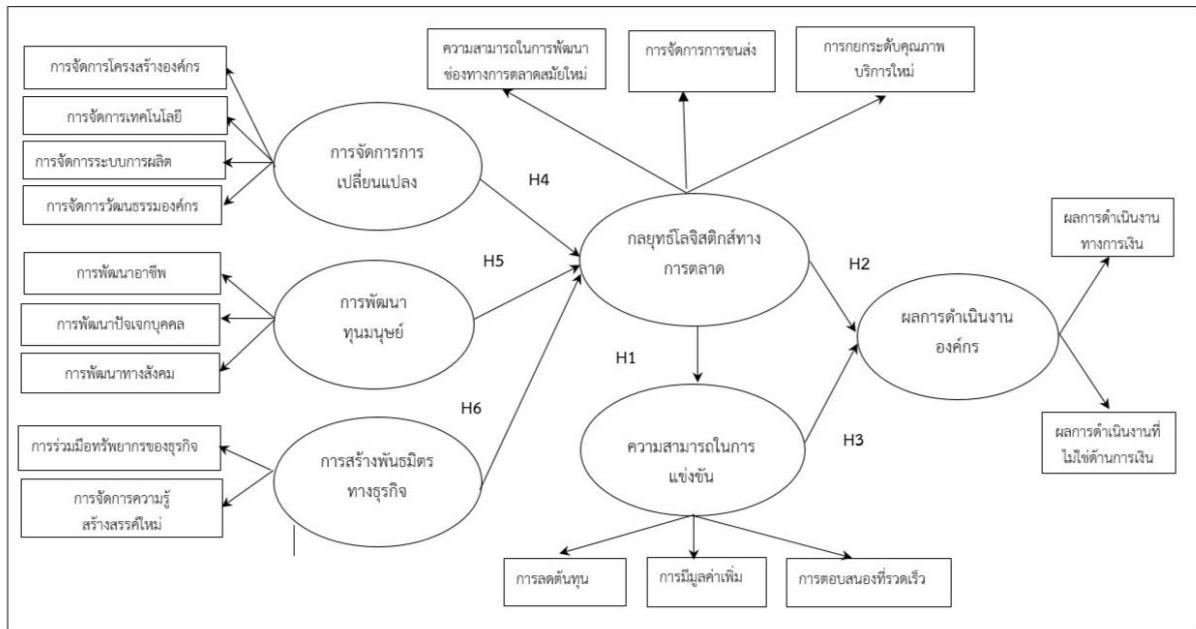 ความสามารถในการพัฒนา
ช่องทางการตลาดสมัยใหม่
การจัดการการขนส่ง
การกยกระดับคุณภาพ
บริการใหม่
การจัดการโครงสร้างองค์กร
การจัดการเทคโนโลยี
การจัดการระบบการผลิต
การจัดการวัฒนธรรมองค์กร
การจัดการการ
เปลี่ยนแปลง
H4
กลยุทธ์โลจิสติกส์ทาง
การตลาด
ผลการดำเนินงาน
ทางการเงิน
การพัฒนาอาชีพ
การพัฒนาปัจเจกบุคคล
การพัฒนาทางสังคม
การพัฒนา
ทุนมนุษย์
H5
H2
ผลการดำเนินงาน
องค์กร
H1
H6
H3
การร่วมมือทรัพยากรของธุรกิจ
การจัดการความรู้
สร้างสรรค์ใหม่
การสร้างพันธมิตร
ทางธุรกิจ
ความสามารถในการ
แข่งขัน
ผลการดำเนินงานที่
ไม่ใช่ด้านการเงิน
การลดต้นทุน
การมีมูลค่าเพิ่ม
การตอบสนองที่รวดเร็ว